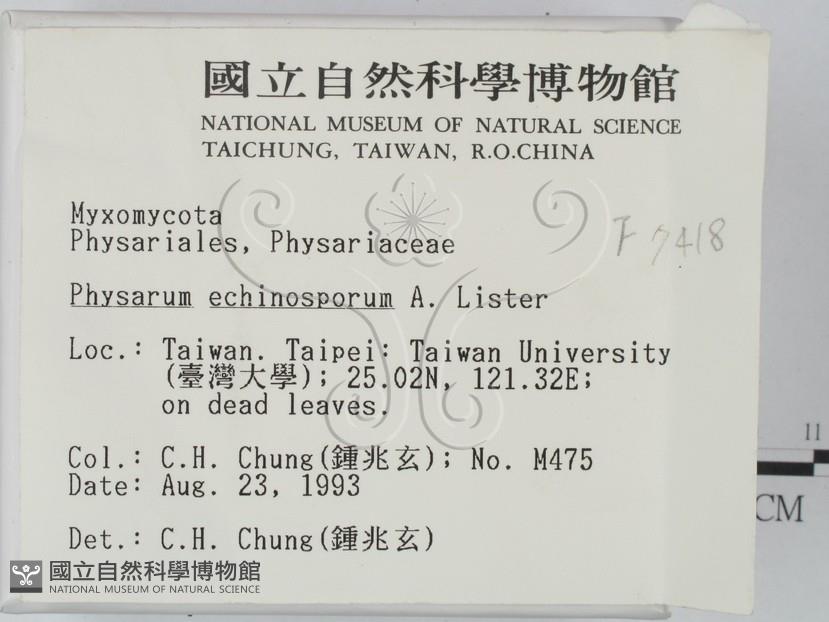 國立自然科學博物館
NATIONAL MUSEUM OF NATURAL SCIENCE
TAICHUNG, TAIWAN, R.O.CHINA
Myxomycota
Physariales, Physariaceae
F7418
Physarum echinosporum A. Lister
Loc.: Taiwan. Taipei: Taiwan University
(臺灣大學); 25.02N, 121.32E;
on dead leaves.
Col.: C.H. Chung(鍾兆玄); No. M475
Date: Aug. 23, 1993
Det.: C.H. Chung(鍾兆玄)
11
CM
國立自然科學博物館
NATIONAL MUSEUM OF NATURAL SCIENCE